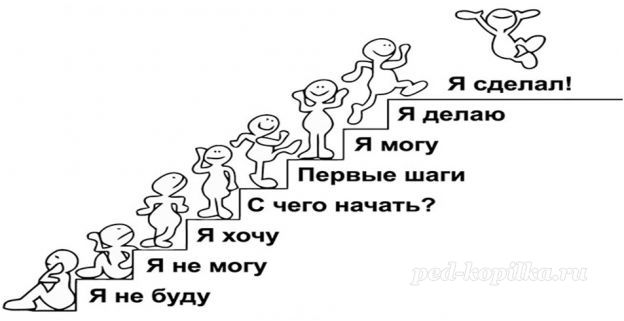 Я сделал!
Я делаю
Я могу
Первые шаги
С чего начать?
Я хочу
Я не могу
Я не буду
ped-kopilka.ru